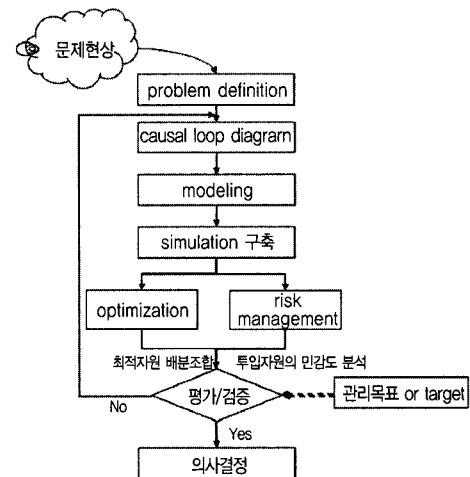 문제현상
problem definition
causal loop diagram
modeling
simulation 구축
optimization
risk
management
최적자원 배분조합
투입자원의 민감도 분석
평가/검증
관리목표 or target
No
Yes
의사결정